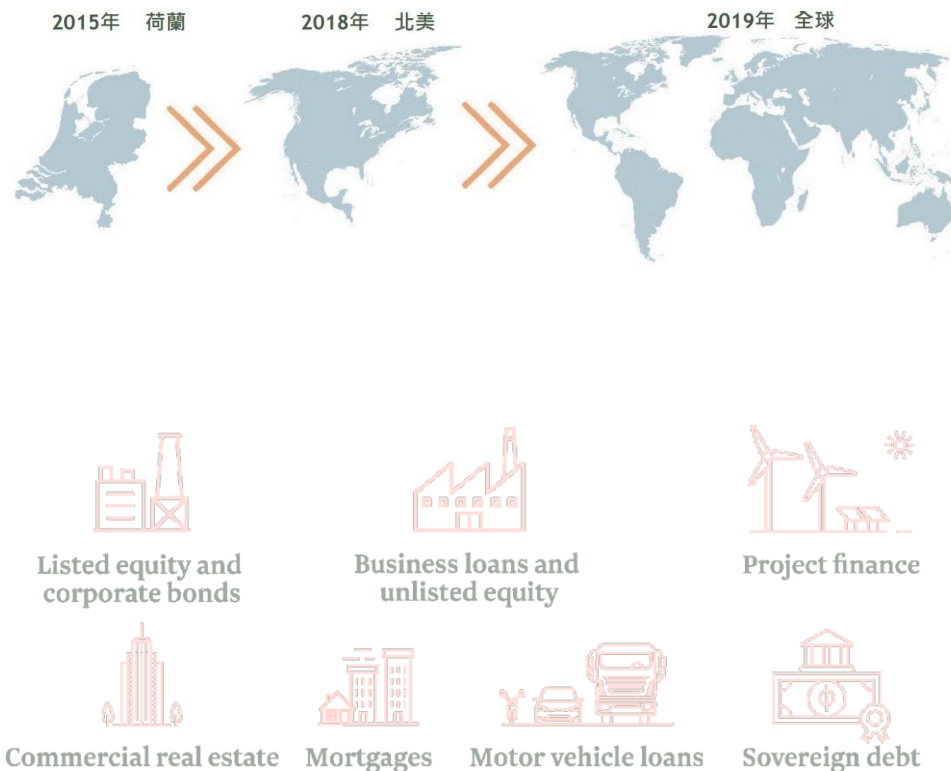 2015年 荷蘭
2018年 北美
2019年 全球
Listed equity and
corporate bonds
Business loans and
unlisted equity
Project finance
Commercial real estate
Mortgages
Motor vehicle loans
Sovereign debt